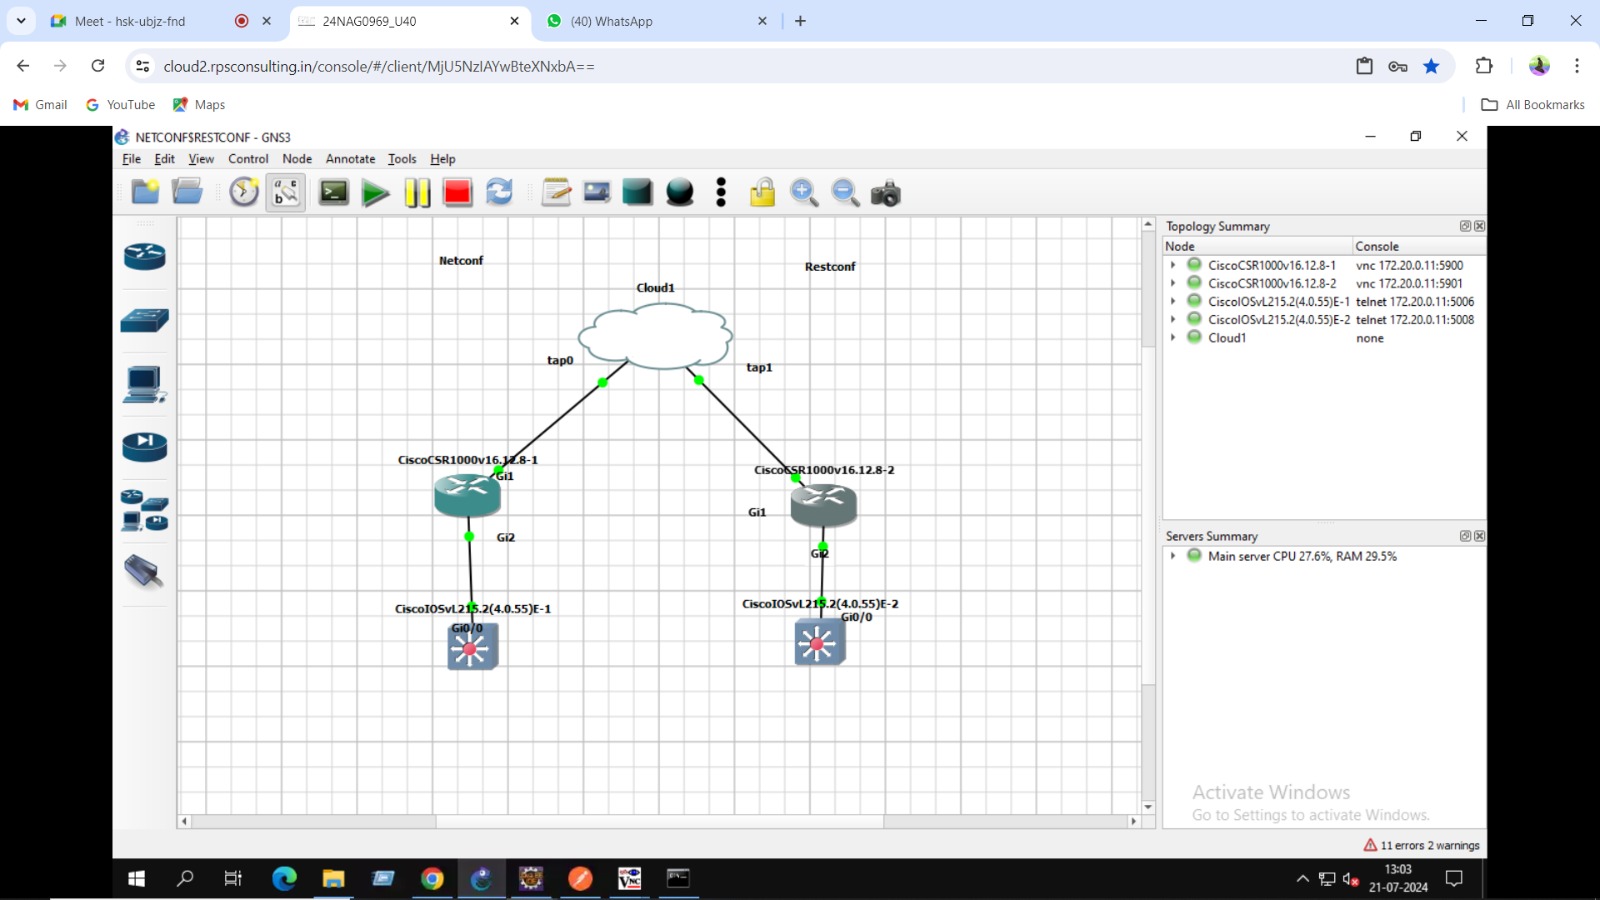 Meet - hsk-ubjz-fnd
24NAG0969_U40
(40) WhatsApp
cloud2.rpsconsulting.in/console/#/client/MjU5NzIAYwBteXNxbA==
Gmail
YouTube
Maps
All Bookmarks
NETCONF$RESTCONF - GNS3
File Edit View Control Node Annotate Tools Help
Topology Summary
Node Console
CiscoCSR1000v16.12.8-1 vnc 172.20.0.11:5900
CiscoCSR1000v16.12.8-2 vnc 172.20.0.11:5901
CiscoIOSvL215.2(4.0.55)E-1 telnet 172.20.0.11:5006
CiscoIOSvL215.2(4.0.55)E-2 telnet 172.20.0.11:5008
Cloud1 none
Netconf
Restconf
Cloud1
tap0
tap1
CiscoCSR1000v16.12.8-1
Gi1
CiscoCSR1000v16.12.8-2
Gi1
Gi2
Gi2
CiscoIOSvL215.2(4.0.55)E-1
Gi0/0
CiscoIOSvL215.2(4.0.55)E-2
Gi0/0
Servers Summary
Main server CPU 27.6%, RAM 29.5%
Activate Windows
Go to Settings to activate Windows.
11 errors 2 warnings
13:03
21-07-2024